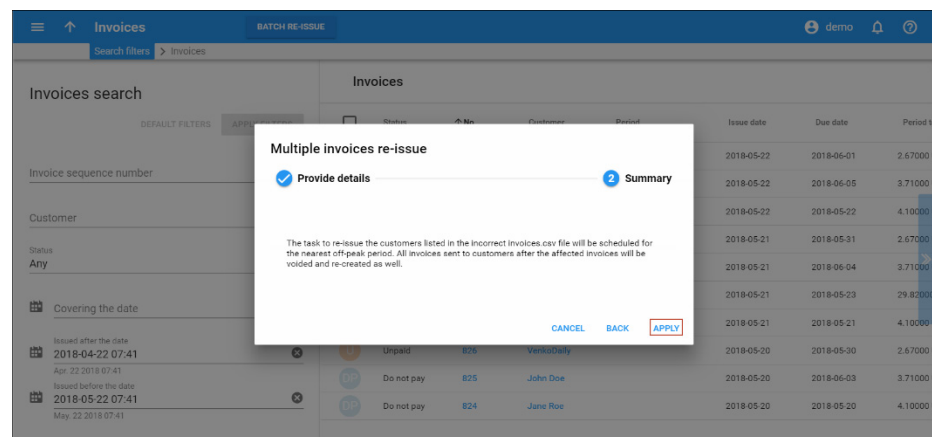 Invoices
BATCH RE-ISSUE
demo
Search filters > Invoices
Invoices search
DEFAULT FILTERS
Invoice sequence number
Customer
Status
Any
Covering the date
Issued after the date
2018-04-22 07:41
Apr. 22 2018 07:41
Issued before the date
2018-05-22 07:41
May. 22 2018 07:41
Invoices
Status No Customer Period Issue date Due date Period t
2018-05-22 2018-06-01 2.67000
2018-05-22 2018-06-05 3.71000
2018-05-22 2018-05-22 4.10000
2018-05-21 2018-05-31 2.67000
2018-05-21 2018-06-04 3.71000
2018-05-21 2018-05-23 29.82000
2018-05-21 2018-05-21 4.10000
U Unpaid 826 VerikaDaily 2018-05-20 2018-05-30 2.67000
DP Do not pay 825 John Doe 2018-05-20 2018-06-03 3.71000
DP Do not pay 824 Jane Roe 2018-05-20 2018-05-20 4.10000
Multiple invoices re-issue
Provide details
2 Summary
The task to re-issue the customers listed in the incorrect invoices.csv file will be scheduled for
the nearest off-peak period. All invoices sent to customers after the affected invoices will be
voided and re-created as well.
CANCEL BACK APPLY